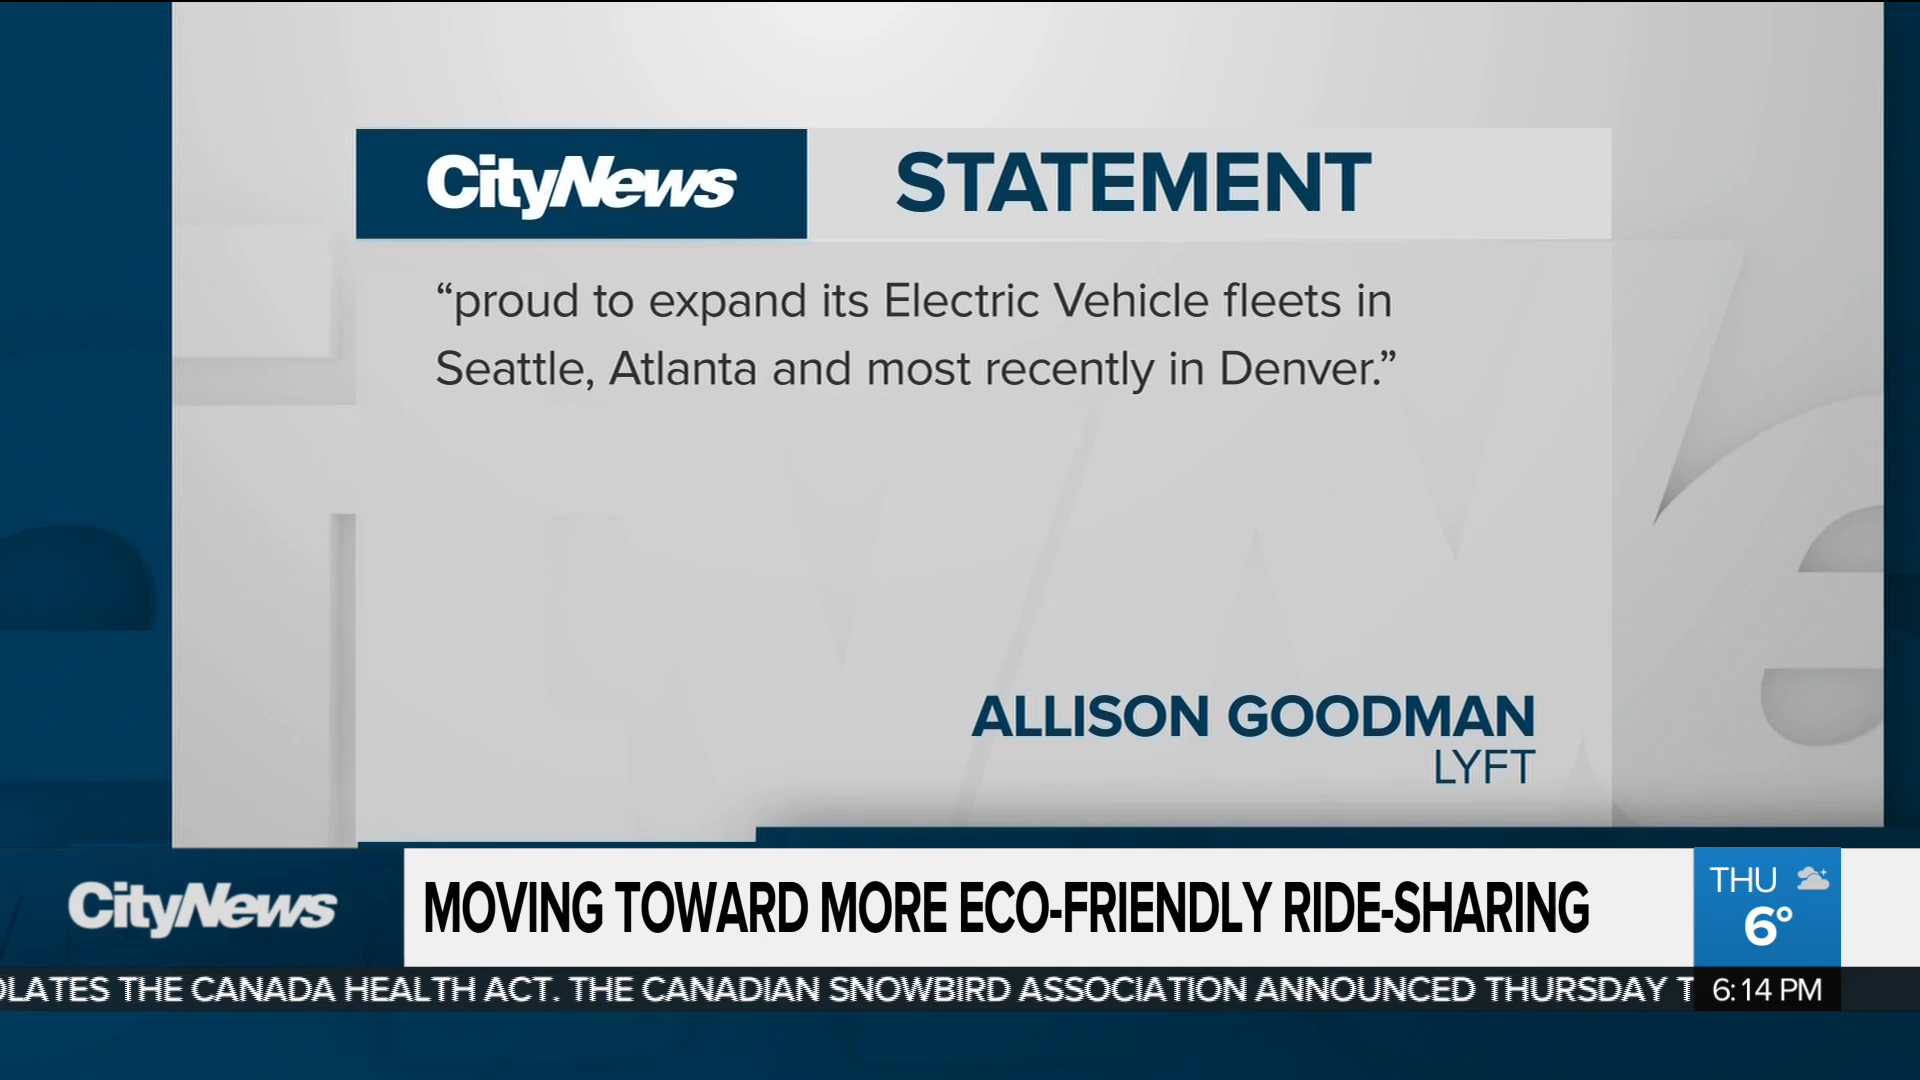 CityNews STATEMENT
“proud to expand its Electric Vehicle fleets in
Seattle, Atlanta and most recently in Denver.”
ALLISON GOODMAN
LYFT
CityNews MOVING TOWARD MORE ECO-FRIENDLY RIDE-SHARING THU
6°
THE CANADA HEALTH ACT. THE CANADIAN SNOWBIRD ASSOCIATION ANNOUNCED THURSDAY 6:14 PM